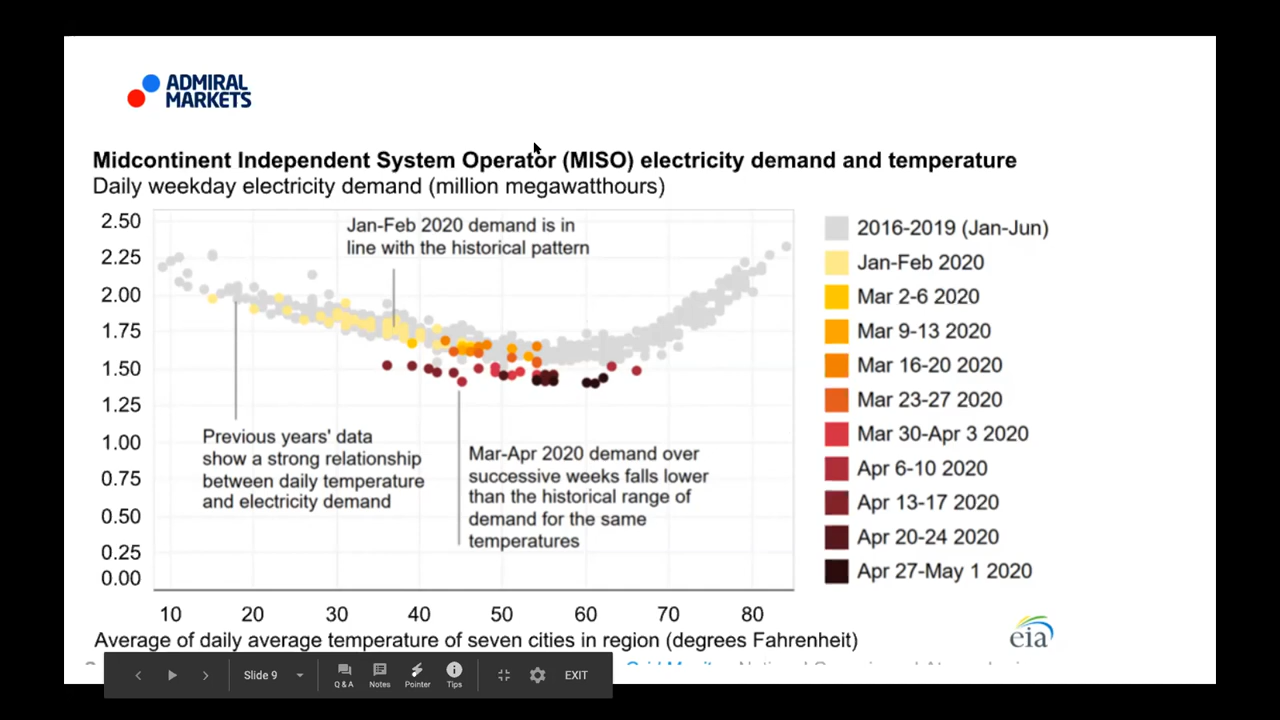 ADMIRAL
MARKETS
Midcontinent Independent System Operator (MISO) electricity demand and temperature
Daily weekday electricity demand (million megawatthours)
2.50
2.25
2.00
1.75
1.50
1.25
1.00
0.75
0.50
0.25
0.00
Jan-Feb 2020 demand is in
line with the historical pattern
Previous years' data
show a strong relationship
between daily temperature
and electricity demand
Mar-Apr 2020 demand over
successive weeks falls lower
than the historical range of
demand for the same
temperatures
2016-2019 (Jan-Jun)
Jan-Feb 2020
Mar 2-6 2020
Mar 9-13 2020
Mar 16-20 2020
Mar 23-27 2020
Mar 30-Apr 3 2020
Apr 6-10 2020
Apr 13-17 2020
Apr 20-24 2020
Apr 27-May 1 2020
10 20 30 40 50 60 70 80
Average of daily average temperature of seven cities in region (degrees Fahrenheit)
eia
Slide 9
Q & A
Notes
Pointer
Tips
EXIT